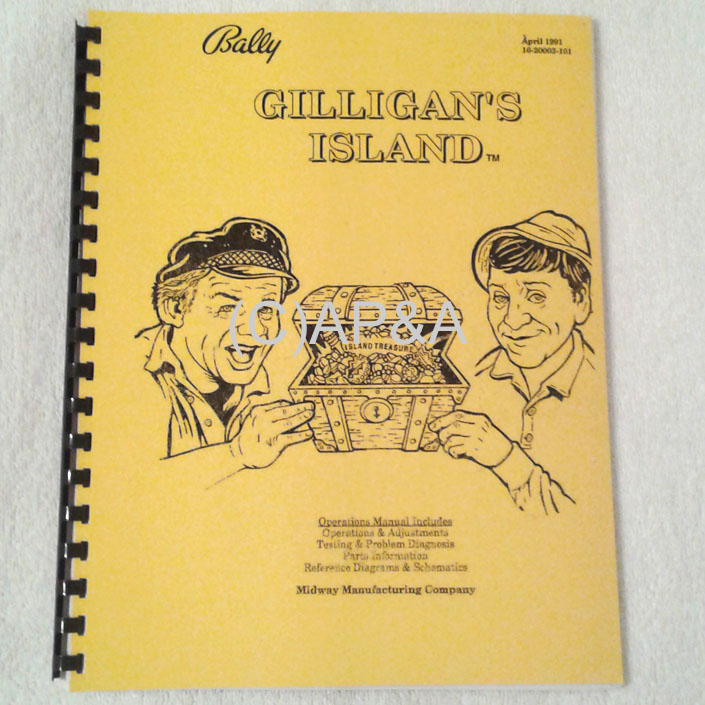 Bally
April 1991
16-20003-101
GILLIGAN'S
ISLAND™
(C)AP&A
ISLAND TREASURE
Operations Manual Includes
Operations & Adjustments
Testing & Problem Diagnosis
Parts Information
Reference Diagrams & Schematics
Midway Manufacturing Company